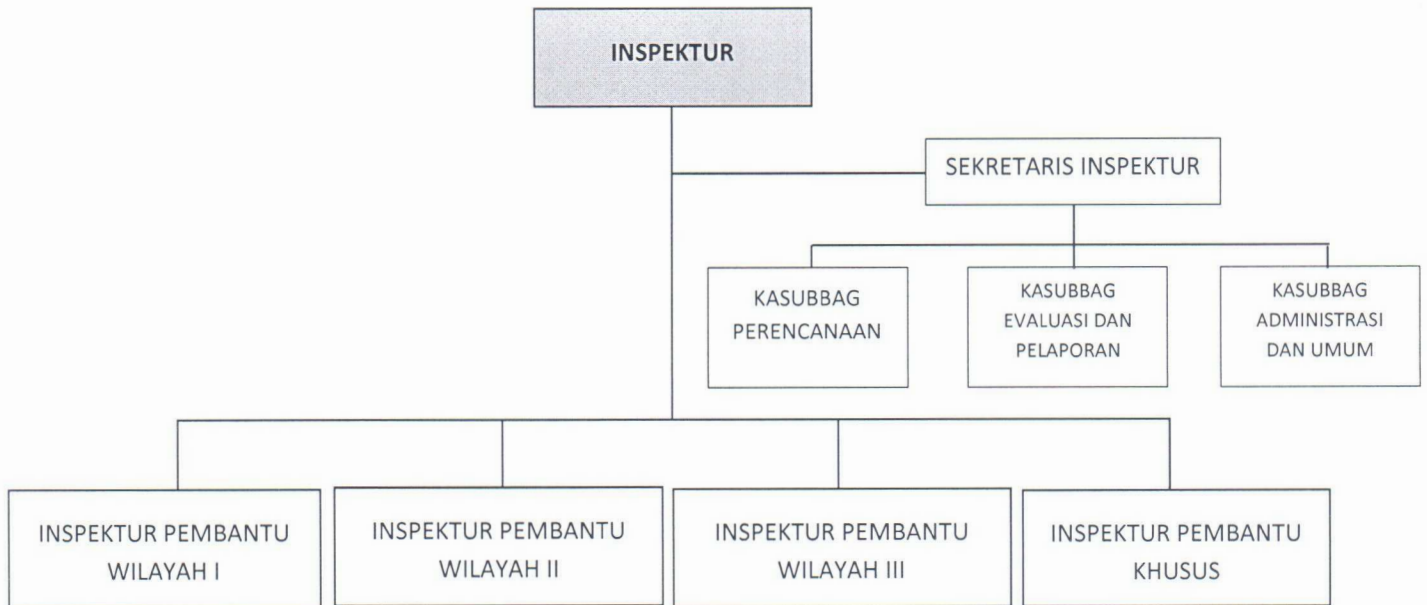 INSPEKTUR
SEKRETARIS INSPEKTUR
KASUBBAG
PERENCANAAN
KASUBBAG
EVALUASI DAN
PELAPORAN
KASUBBAG
ADMINISTRASI
DAN UMUM
INSPEKTUR PEMBANTU
WILAYAH I
INSPEKTUR PEMBANTU
WILAYAH II
INSPEKTUR PEMBANTU
WILAYAH III
INSPEKTUR PEMBANTU
KHUSUS